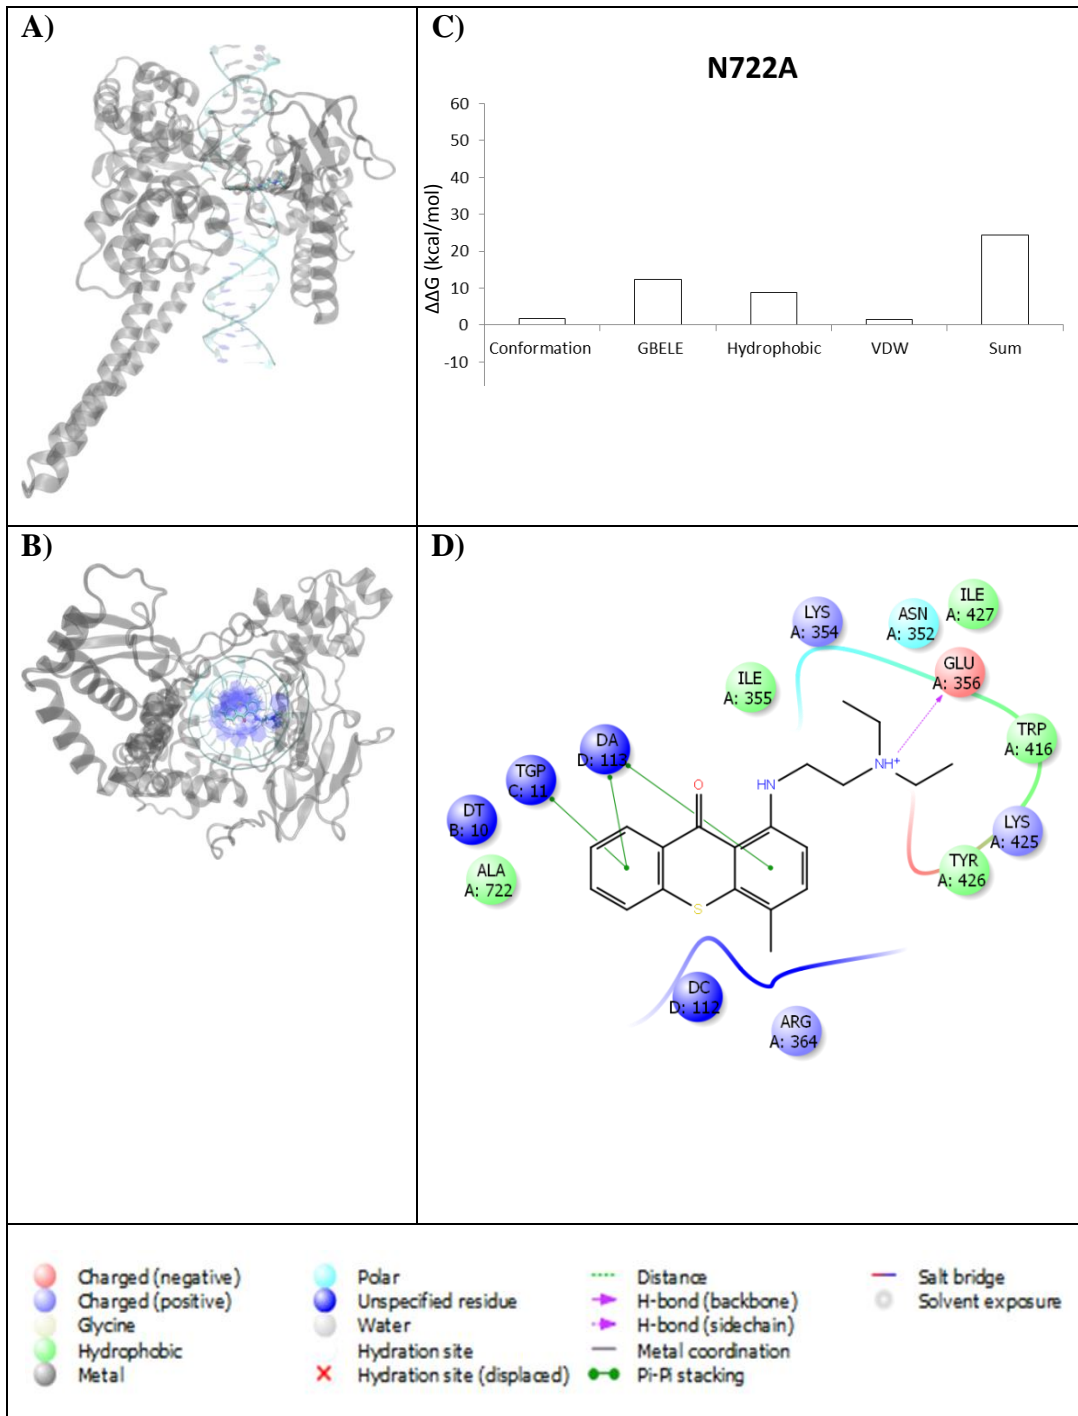 A)
C)
N722A
60
50
40
30
20
10
0
-10
ΔΔG (kcal/mol)
Conformation GBELE Hydrophobic VDW Sum
B)
D)
LYS
A: 354
ASN
A: 352
ILE
A: 427
ILE
A: 355
GLU
A: 356
DA
D: 113
TRP
A: 416
TGP
C: 11
O
HN
NH+
DT
B: 10
LYS
A: 425
ALA
A: 722
TYR
A: 426
S
DC
D: 112
ARG
A: 364
Charged (negative)
Charged (positive)
Glycine
Hydrophobic
Metal
Polar
Unspecified residue
Water
Hydration site
Hydration site (displaced)
Distance
H-bond (backbone)
H-bond (sidechain)
Metal coordination
Pi-Pi stacking
Salt bridge
Solvent exposure